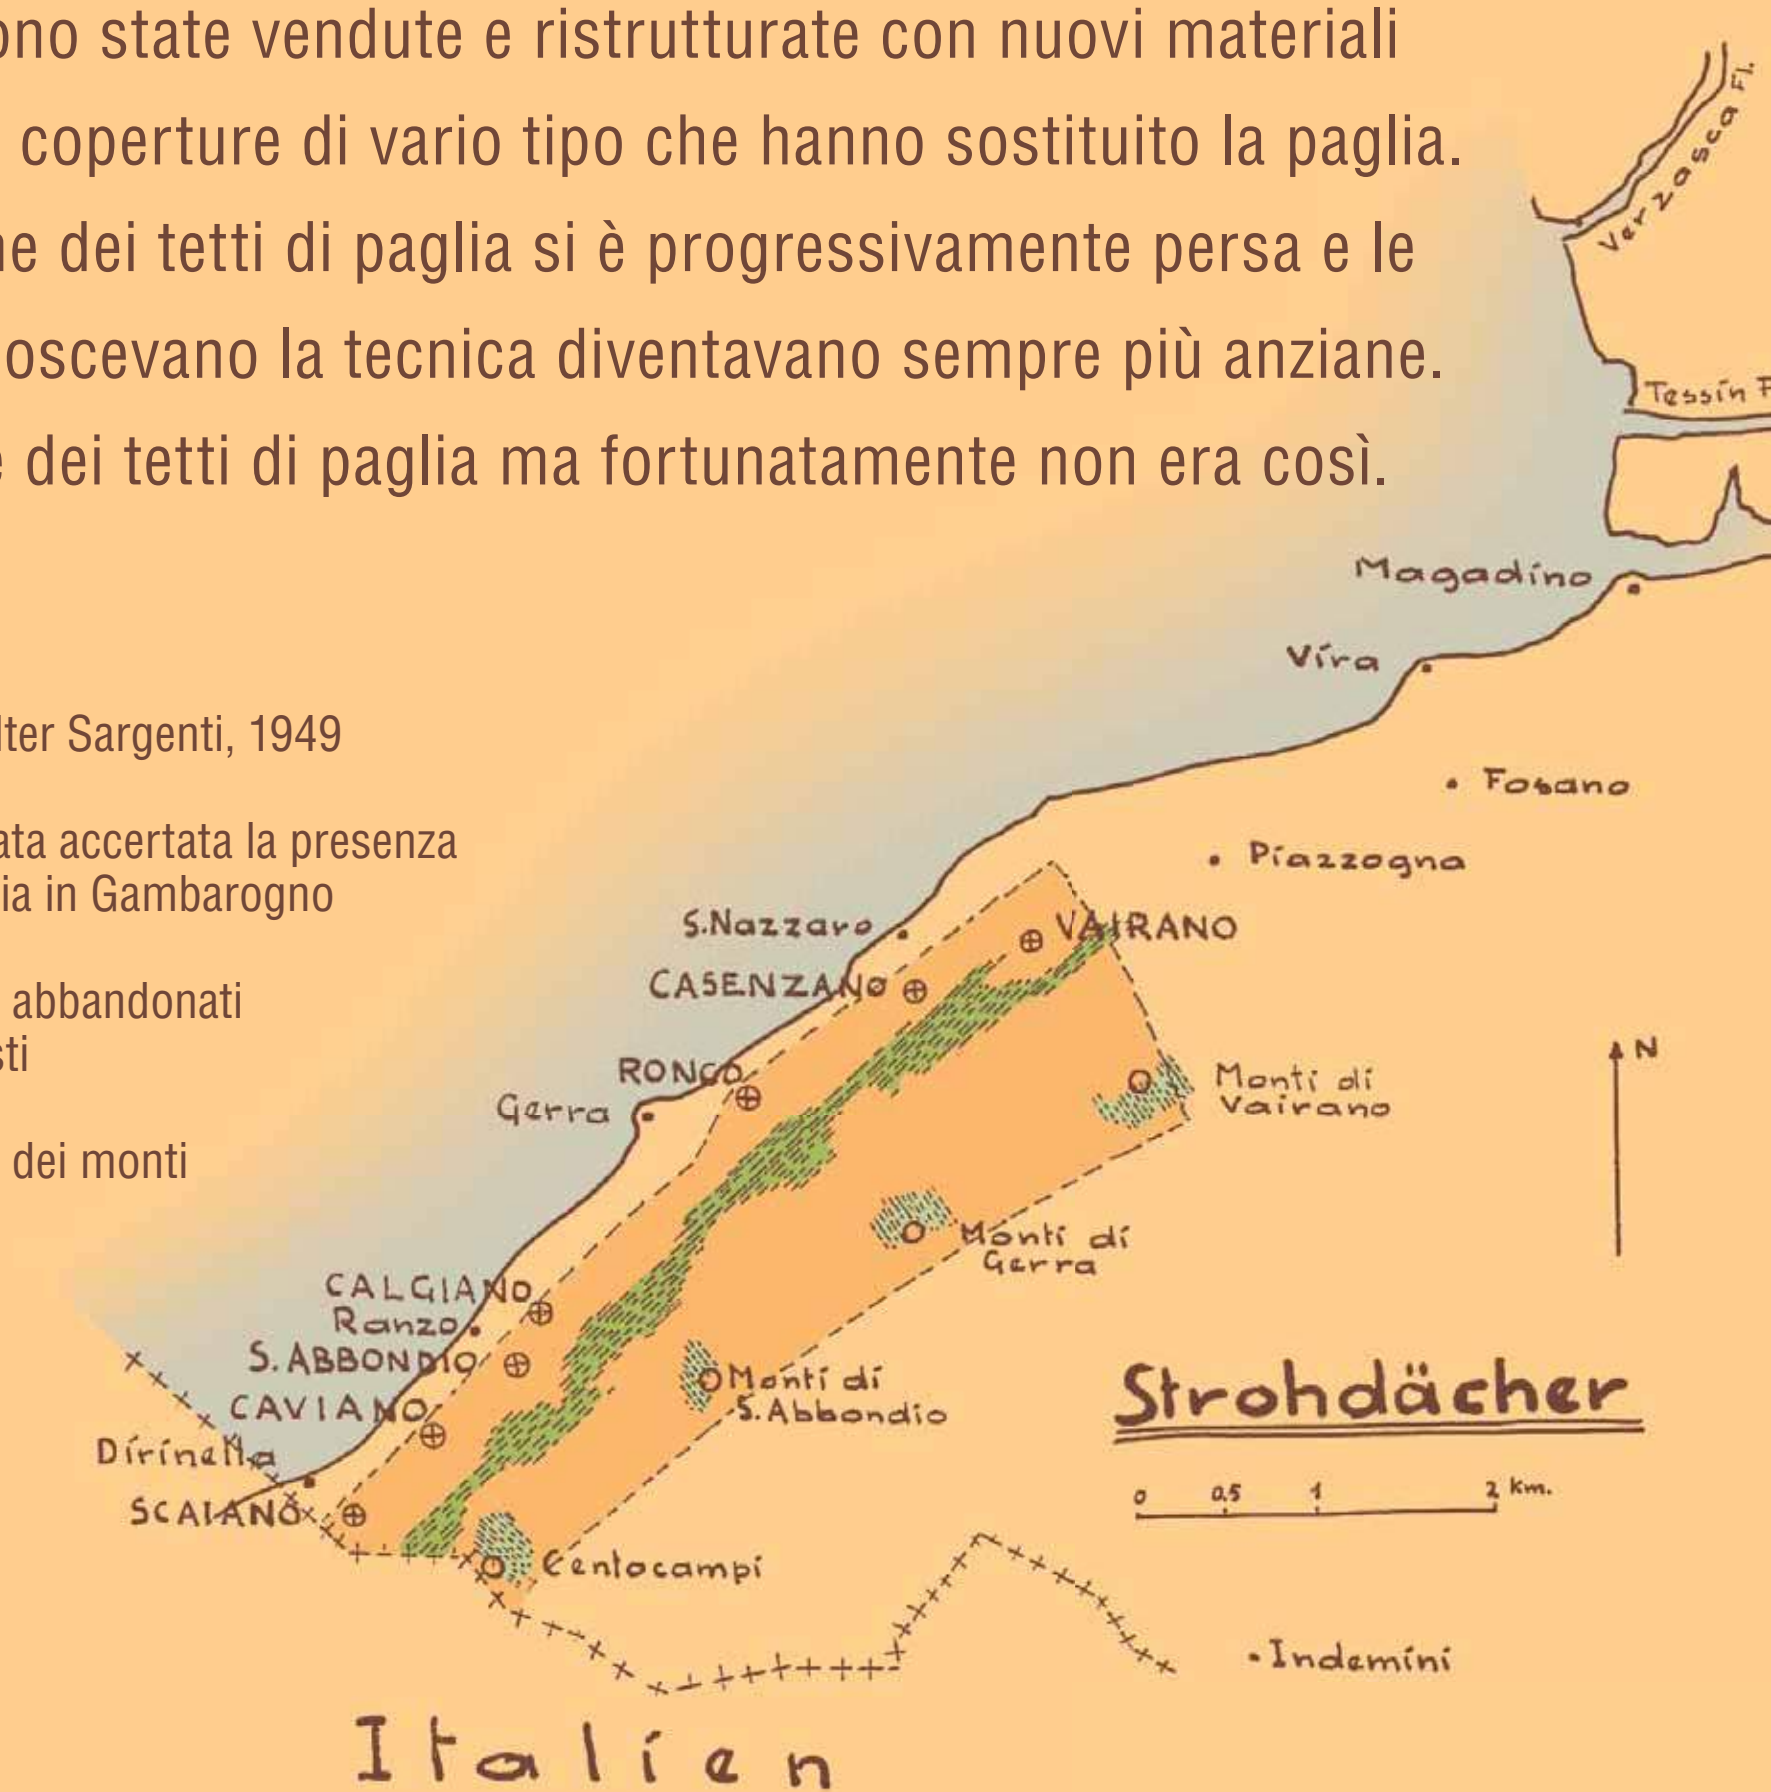 ono state vendute e ristrutturate con nuovi materiali
coperture di vario tipo che hanno sostituito la paglia.
ne dei tetti di paglia si è progressivamente persa e le
oscevano la tecnica diventavano sempre più anziane.
e dei tetti di paglia ma fortunatamente non era così.
lter Sargenti, 1949
ata accertata la presenza
ia in Gambarogno
abbandonati
sti
dei monti
Verzasca Fl.
Tessin F
Magadino
Vira
Fosano
Piazzogna
S.Nazzaro
VAIRANO
CASENZANO
RONCO
Gerra
Monti di
Vairano
N
Monti di
Gerra
CALGIANO
Ranzo
S. ABBONDIO
CAVIANO
Monti di
S. Abbondio
Dirinella
SCAIANO
Centocampi
Strohdächer
0 0.5 1 2 km.
Indemini
Italien